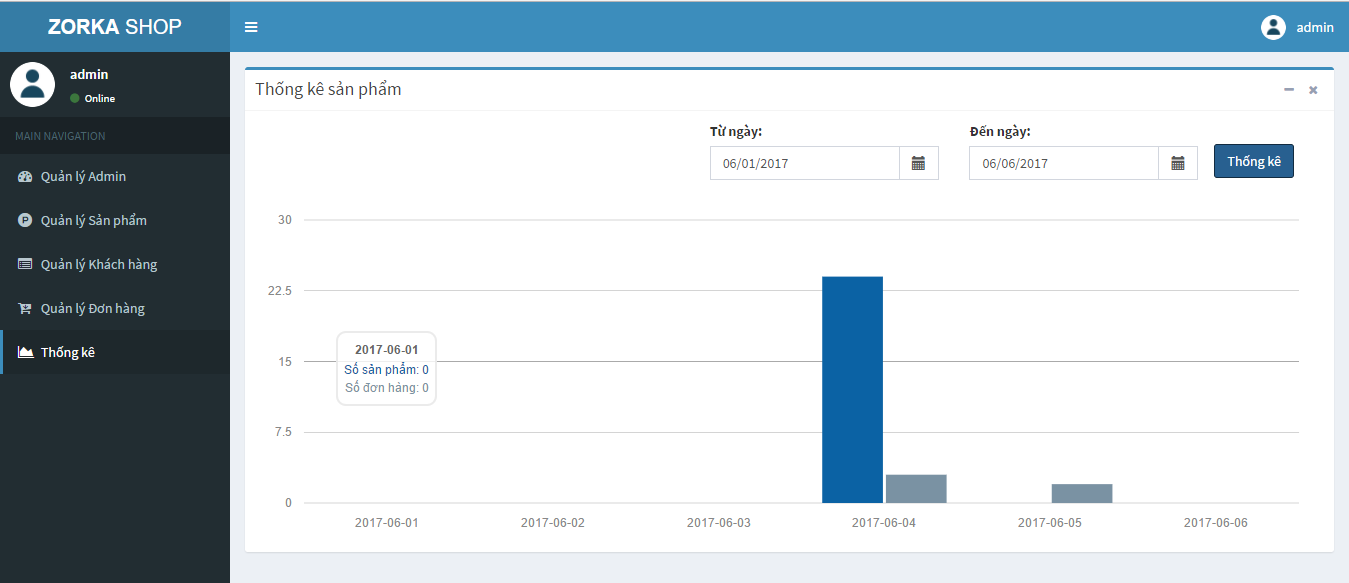 ZORKA SHOP
admin
admin
Online
MAIN NAVIGATION
Quản lý Admin
Quản lý Sản phẩm
Quản lý Khách hàng
Quản lý Đơn hàng
Thống kê
Thống kê sản phẩm
Từ ngày:
Đến ngày:
06/01/2017
06/06/2017
Thống kê
30
22.5
15
7.5
0
2017-06-01
Số sản phẩm: 0
Số đơn hàng: 0
2017-06-01
2017-06-02
2017-06-03
2017-06-04
2017-06-05
2017-06-06